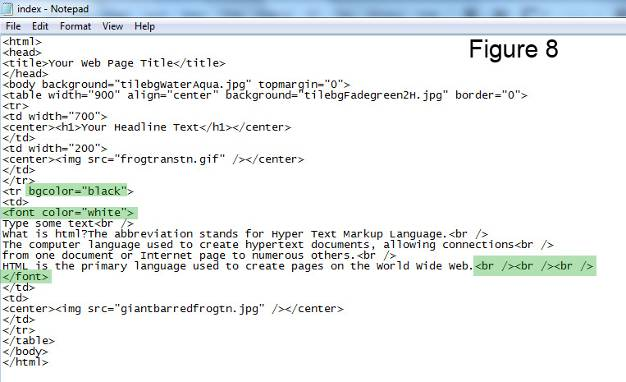 index - Notepad
File Edit Format View Help
Figure 8
<html>
<head>
<title>Your Web Page Title</title>
</head>
<body background="tilebgWaterAqua.jpg" topmargin="0">
<table width="900" align="center" background="tilebgFadegreen2H.jpg" border="0">
<tr>
<td width="700">
<center><h1>Your Headline Text</h1></center>
</td>
<td width="200">
<center><img src="frogtranstn.gif" /></center>
</td>
</tr>
<tr bgcolor="black">
<td>
<font color="white">
Type some text<br />
What is html?The abbreviation stands for Hyper Text Markup Language.<br />
The computer language used to create hypertext documents, allowing connections<br />
from one document or Internet page to numerous others.<br />
HTML is the primary language used to create pages on the World Wide Web.<br /><br /><br />
</font>
</td>
<td>
<center><img src="giantbarredfrogtn.jpg" /></center>
</td>
</tr>
</table>
</body>
</html>